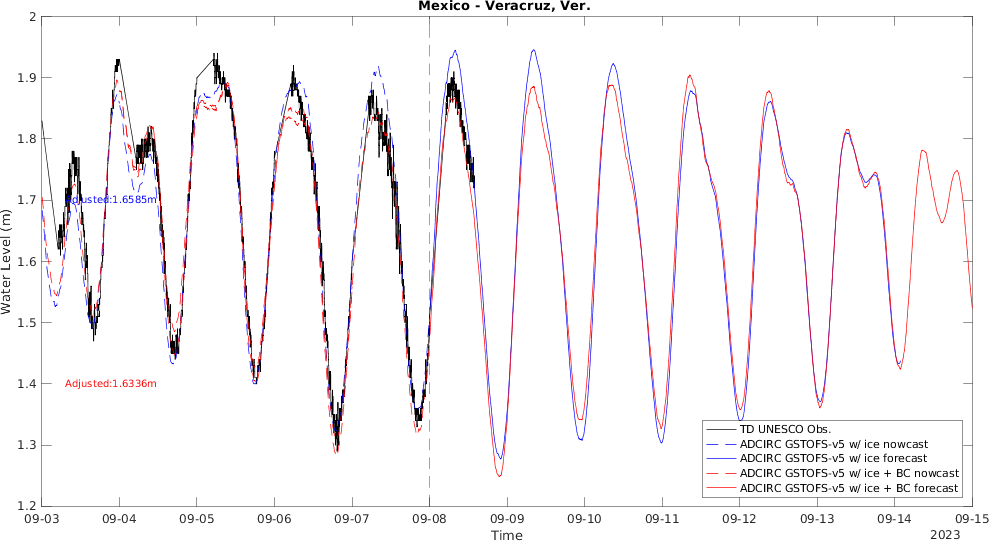 Mexico - Veracruz, Ver.
2
1.9
1.8
1.7
1.6
1.5
1.4
1.3
1.2
Water Level (m)
Adjusted:1.6585m
Adjusted:1.6336m
TD UNESCO Obs.
ADCIRC GSTOFS-v5 w/ ice nowcast
ADCIRC GSTOFS-v5 w/ ice forecast
ADCIRC GSTOFS-v5 w/ ice + BC nowcast
ADCIRC GSTOFS-v5 w/ ice + BC forecast
09-03 09-04 09-05 09-06 09-07 09-08 09-09 09-10 09-11 09-12 09-13 09-14 09-15
Time
2023